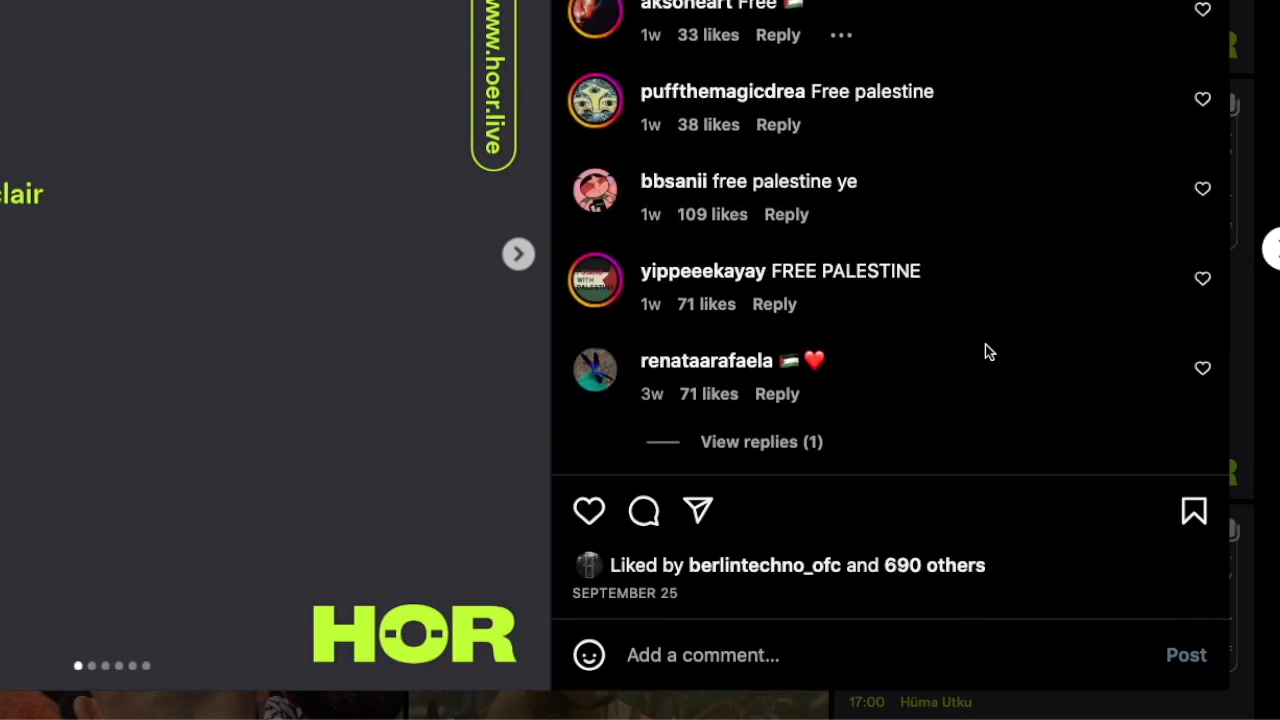 aksoheart Free 🇵🇸
1w 33 likes Reply
www.hoer.live
puffthemagicdrea Free palestine
1w 38 likes Reply
clair
bbsanii free palestine ye
1w 109 likes Reply
yippeeekayay FREE PALESTINE
1w 71 likes Reply
WITH
PALESTINE
renataarafaela 🇵🇸 ❤️
3w 71 likes Reply
View replies (1)
Liked by berlintechno_ofc and 690 others
SEPTEMBER 25
HOR
Add a comment...
Post
17:00 Hüma Utku